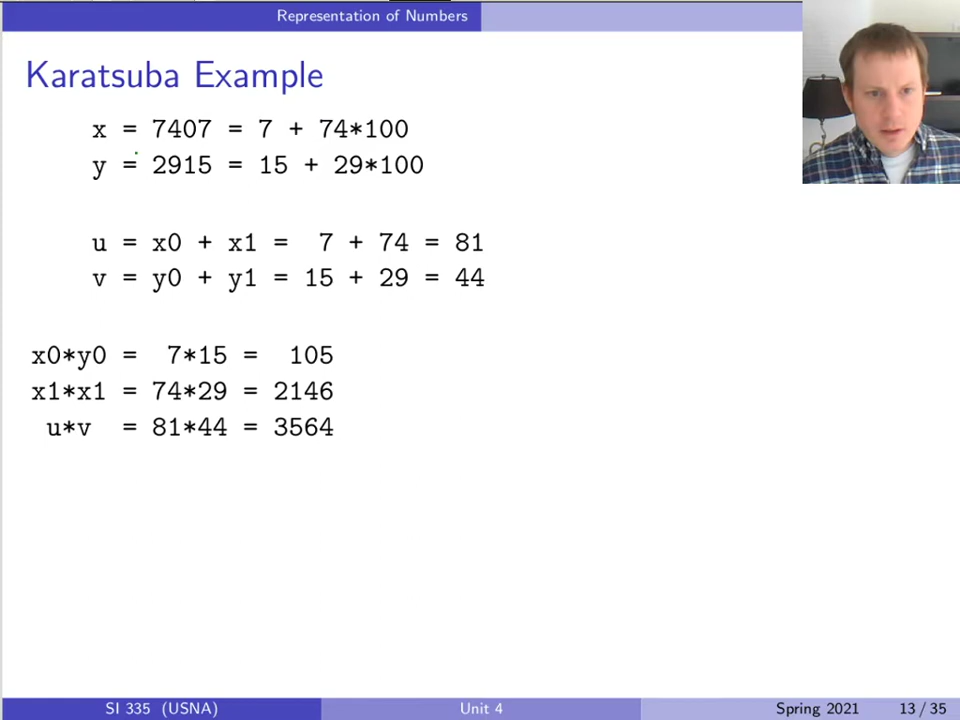 Representation of Numbers
Karatsuba Example
x = 7407 = 7 + 74*100
y = 2915 = 15 + 29*100
u = x0 + x1 = 7 + 74 = 81
v = y0 + y1 = 15 + 29 = 44
x0*y0 = 7*15 = 105
x1*x1 = 74*29 = 2146
u*v = 81*44 = 3564
SI 335 (USNA) Unit 4 Spring 2021 13 / 35